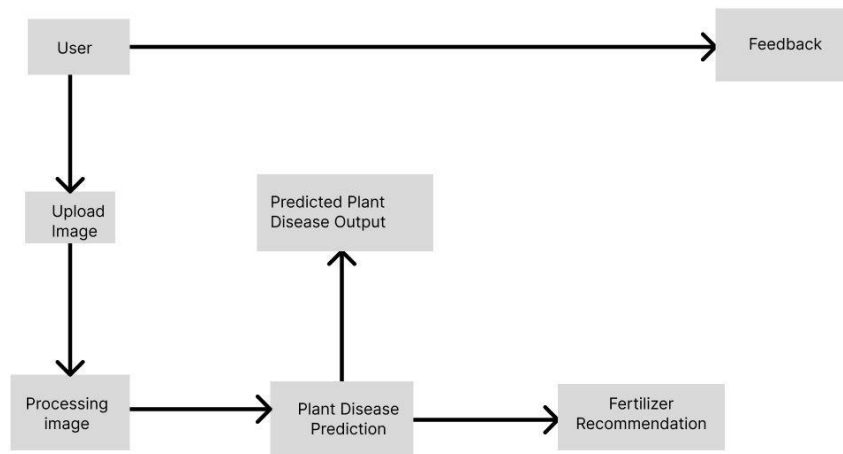 User
Feedback
Upload
Image
Predicted Plant
Disease Output
Processing
image
Plant Disease
Prediction
Fertilizer
Recommendation